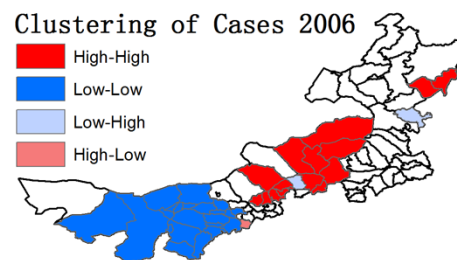 Clustering of Cases 2006
High-High
Low-Low
Low-High
High-Low